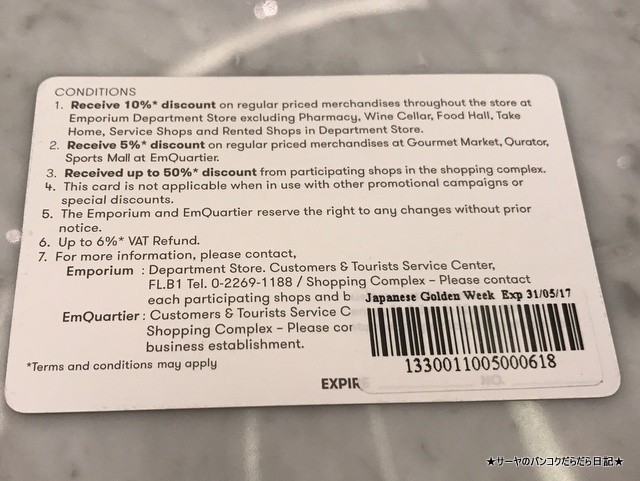 CONDITIONS
1. Receive 10%* discount on regular priced merchandises throughout the store at
Emporium Department Store excluding Pharmacy, Wine Cellar, Food Hall, Take
Home, Service Shops and Rented Shops in Department Store.
2. Receive 5%* discount on regular priced merchandises at Gourmet Market, Qurator,
Sports Mall at EmQuartier.
3. Received up to 50%* discount from participating shops in the shopping complex.
4. This card is not applicable when in use with other promotional campaigns or
special discounts.
5. The Emporium and EmQuartier reserve the right to any changes without prior
notice.
6. Up to 6%* VAT Refund.
7. For more information, please contact,
Emporium : Department Store. Customers & Tourists Service Center,
FL.B1 Tel. 0-2269-1188 / Shopping Complex – Please contact
each participating shops and b
EmQuartier : Customers & Tourists Service C
Shopping Complex – Please cor
business establishment.
*Terms and conditions may apply
Japanese Golden Week Exp 31/05/17
1330011005000618
EXPIRE NO.
★サーヤのバンコクだらだら日記★